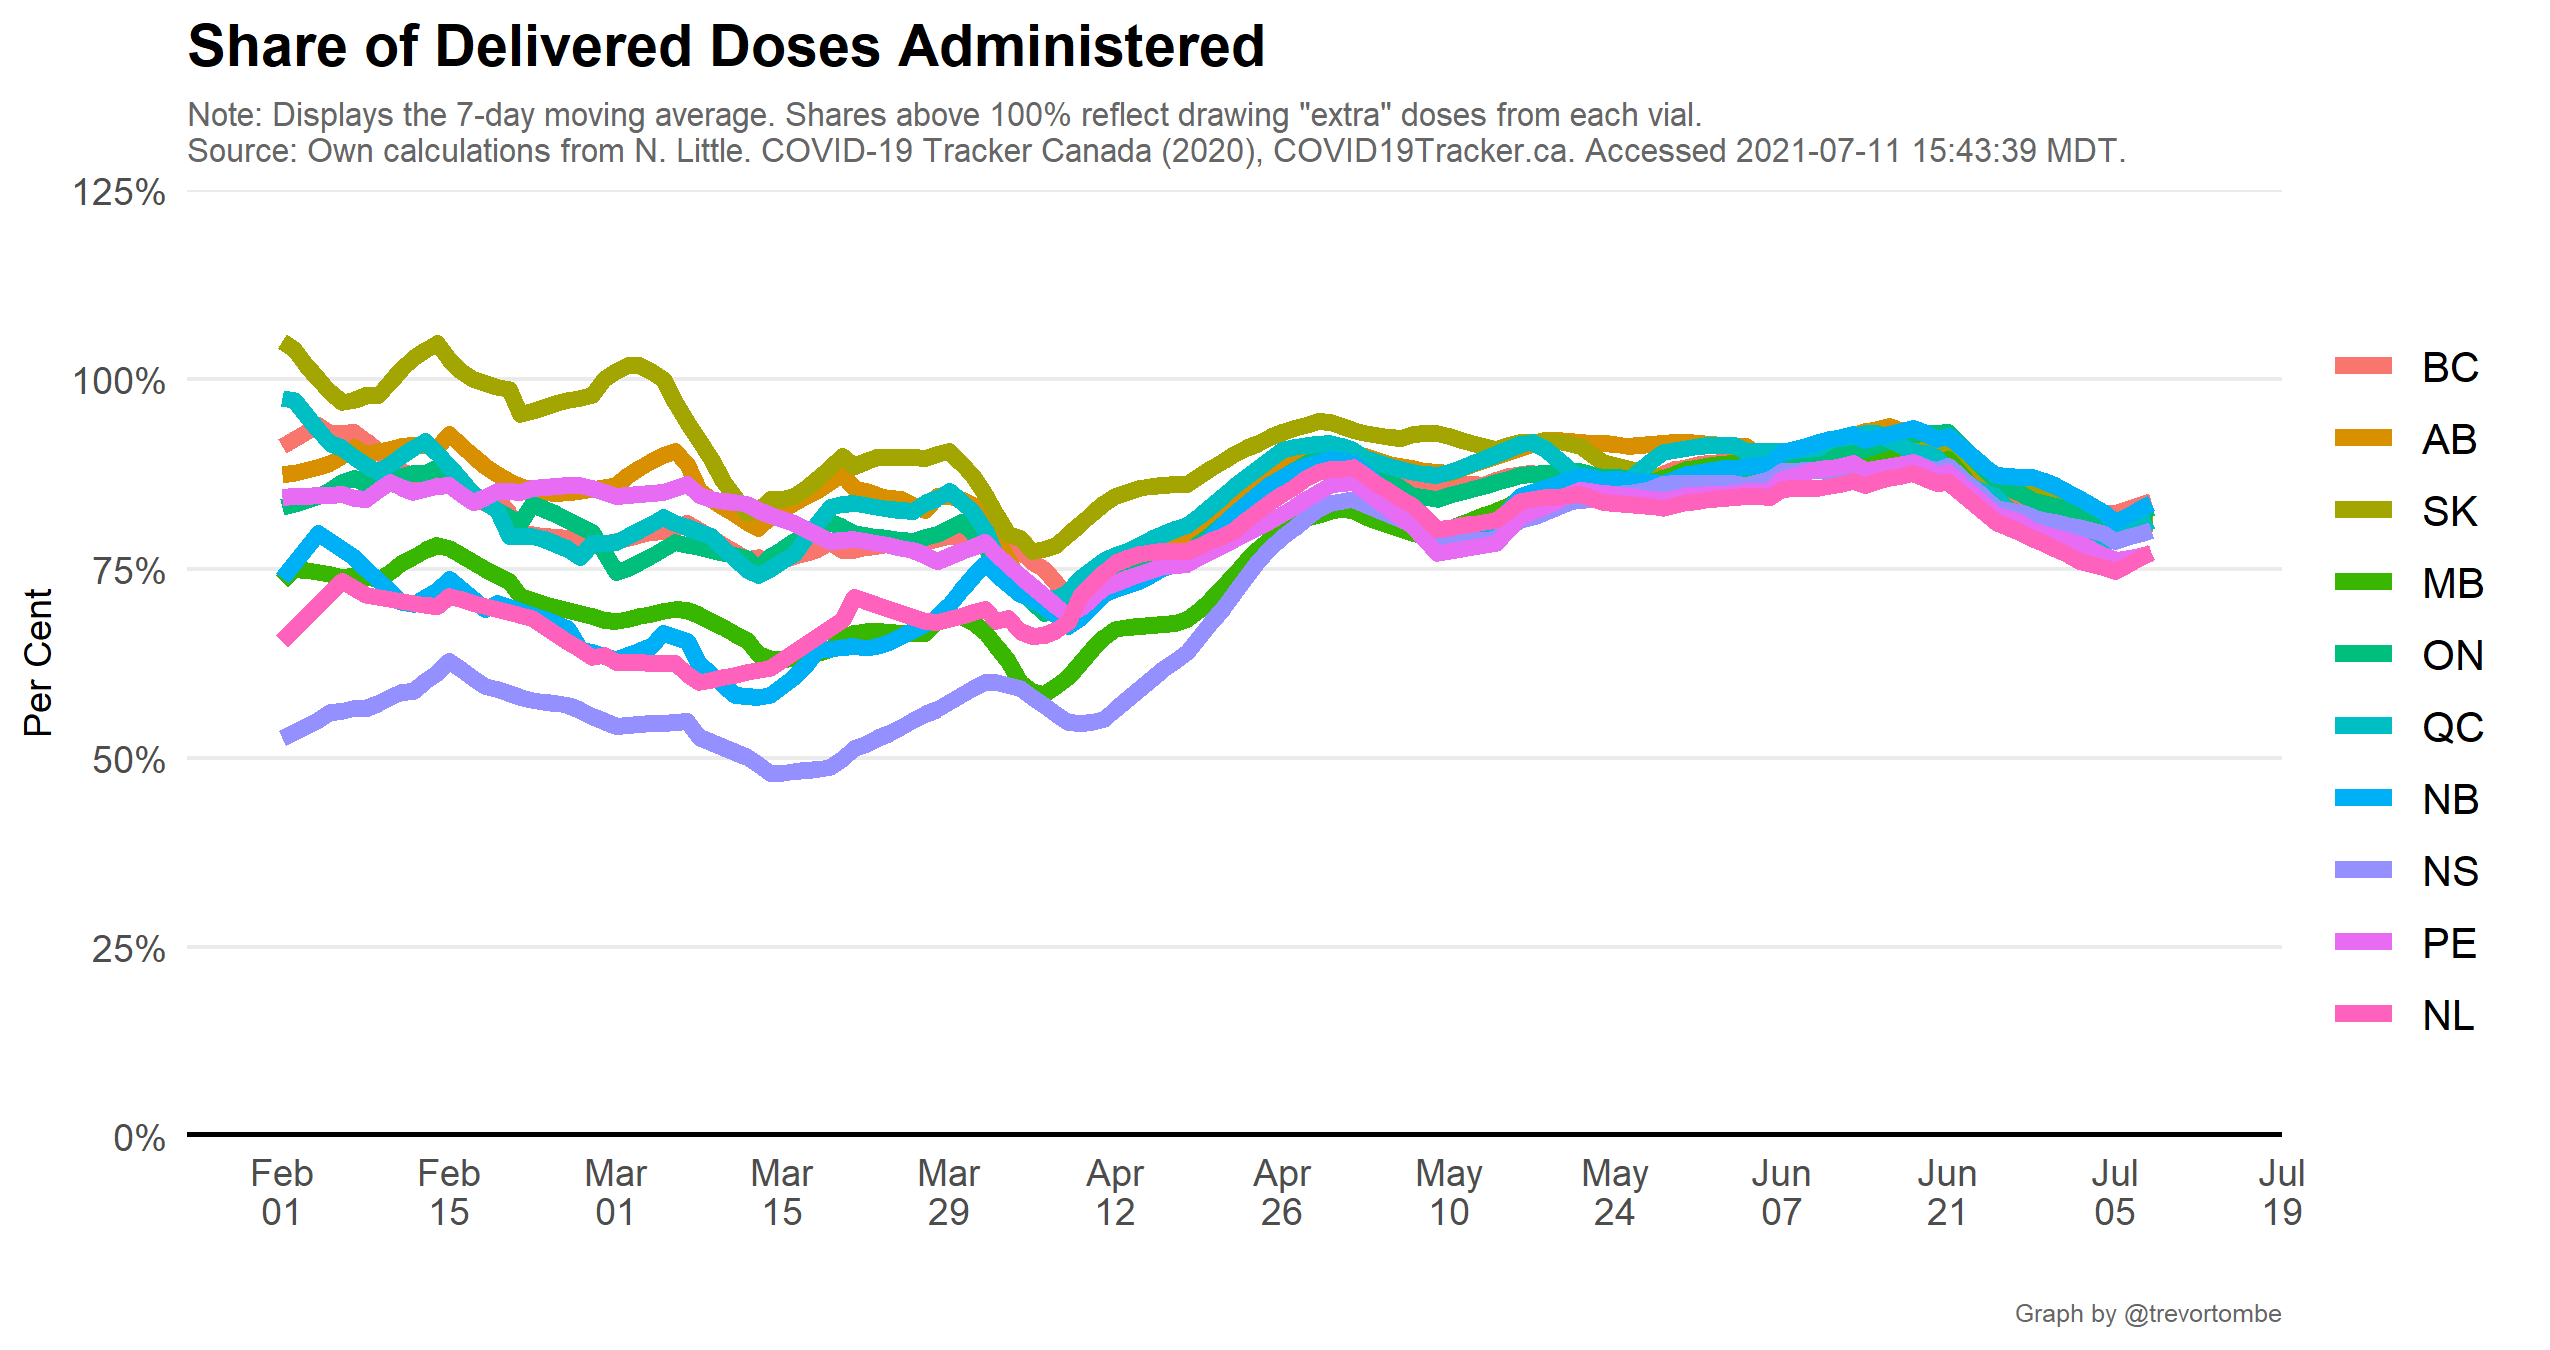 Share of Delivered Doses Administered
Note: Displays the 7-day moving average. Shares above 100% reflect drawing "extra" doses from each vial.
Source: Own calculations from N. Little. COVID-19 Tracker Canada (2020), COVID19Tracker.ca. Accessed 2021-07-11 15:43:39 MDT.
125%
100%
75%
50%
25%
0%
Per Cent
Feb
01
Feb
15
Mar
01
Mar
15
Mar
29
Apr
12
Apr
26
May
10
May
24
Jun
07
Jun
21
Jul
05
Jul
19
BC
AB
SK
MB
ON
QC
NB
NS
PE
NL
Graph by @trevortombe